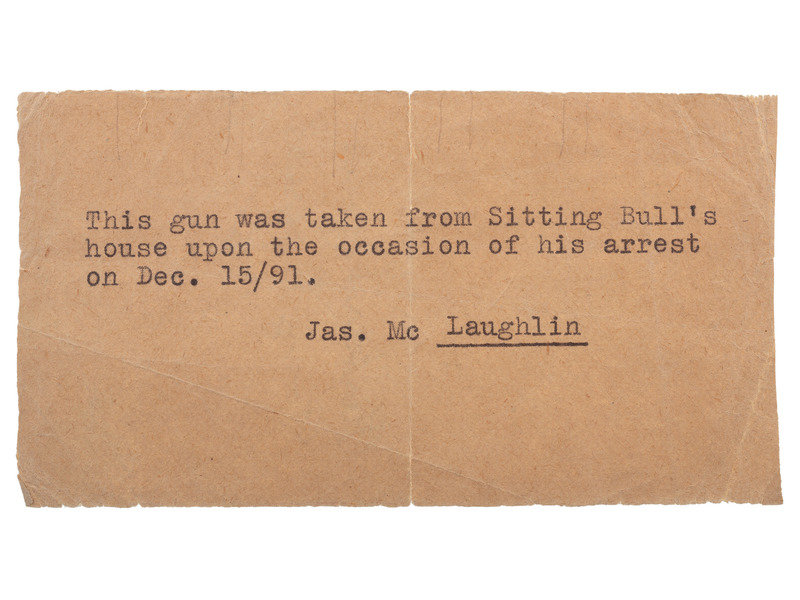 This gun was taken from Sitting Bull's
house upon the occasion of his arrest
on Dec. 15/91.
Jas. Mc Laughlin